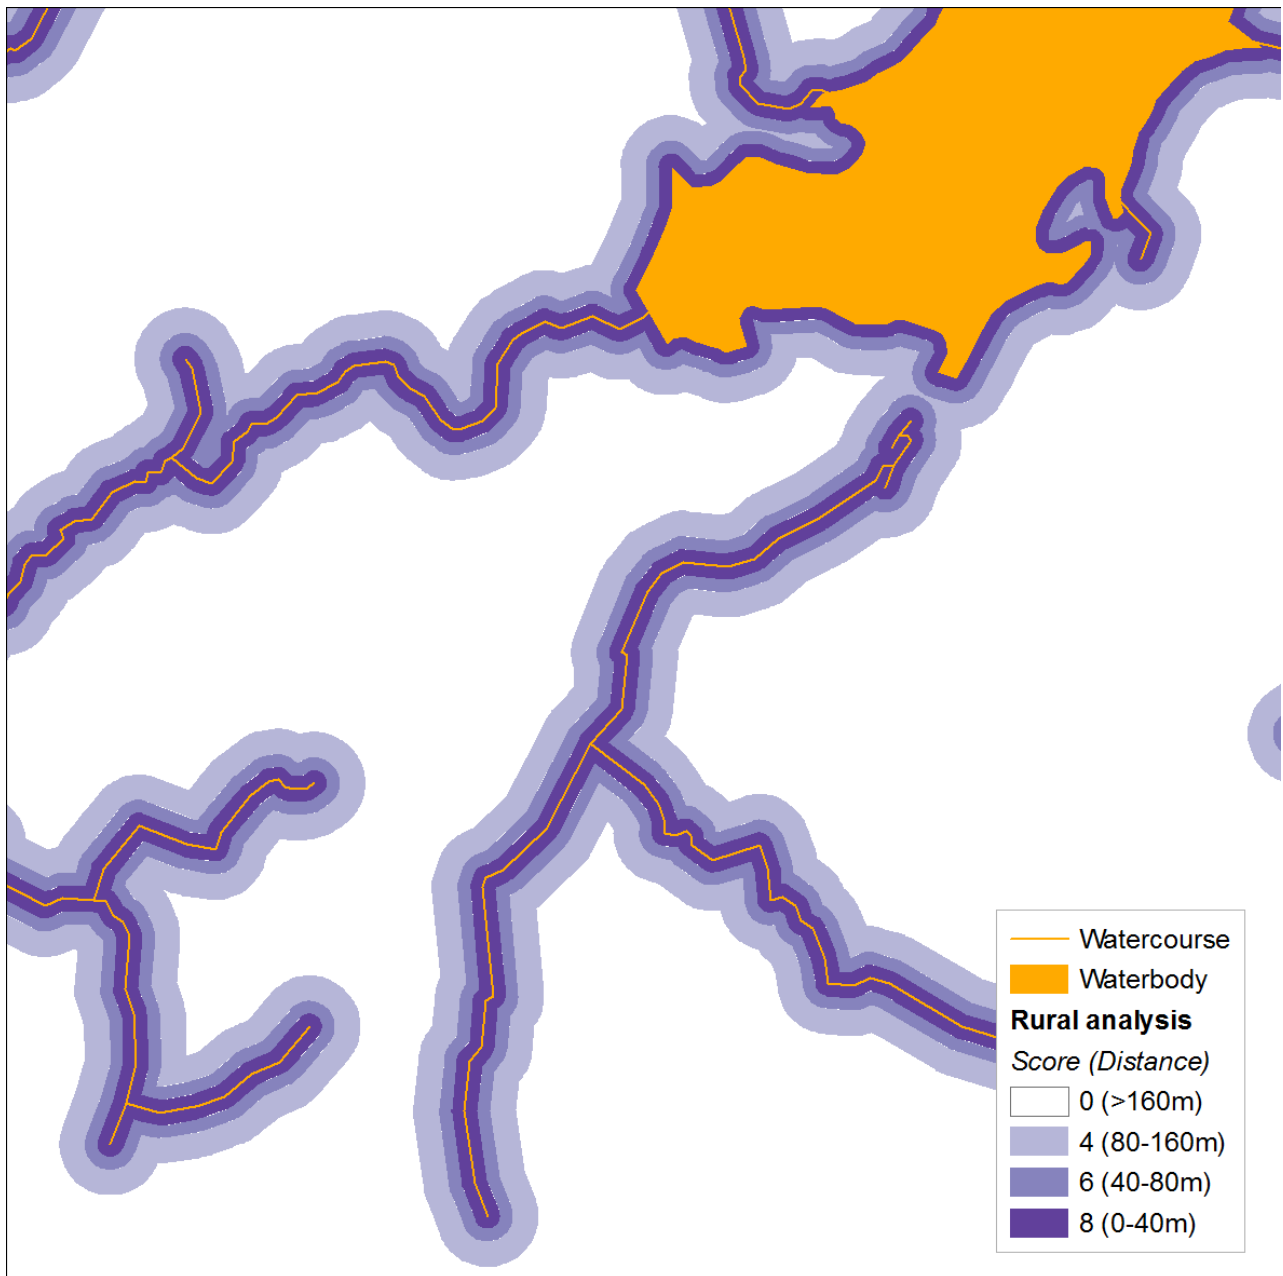 Watercourse
Waterbody
Rural analysis
Score (Distance)
0 (>160m)
4 (80-160m)
6 (40-80m)
8 (0-40m)